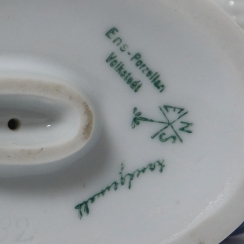 Ens-Porzellan
Volkstedt
E N S
handgemalt